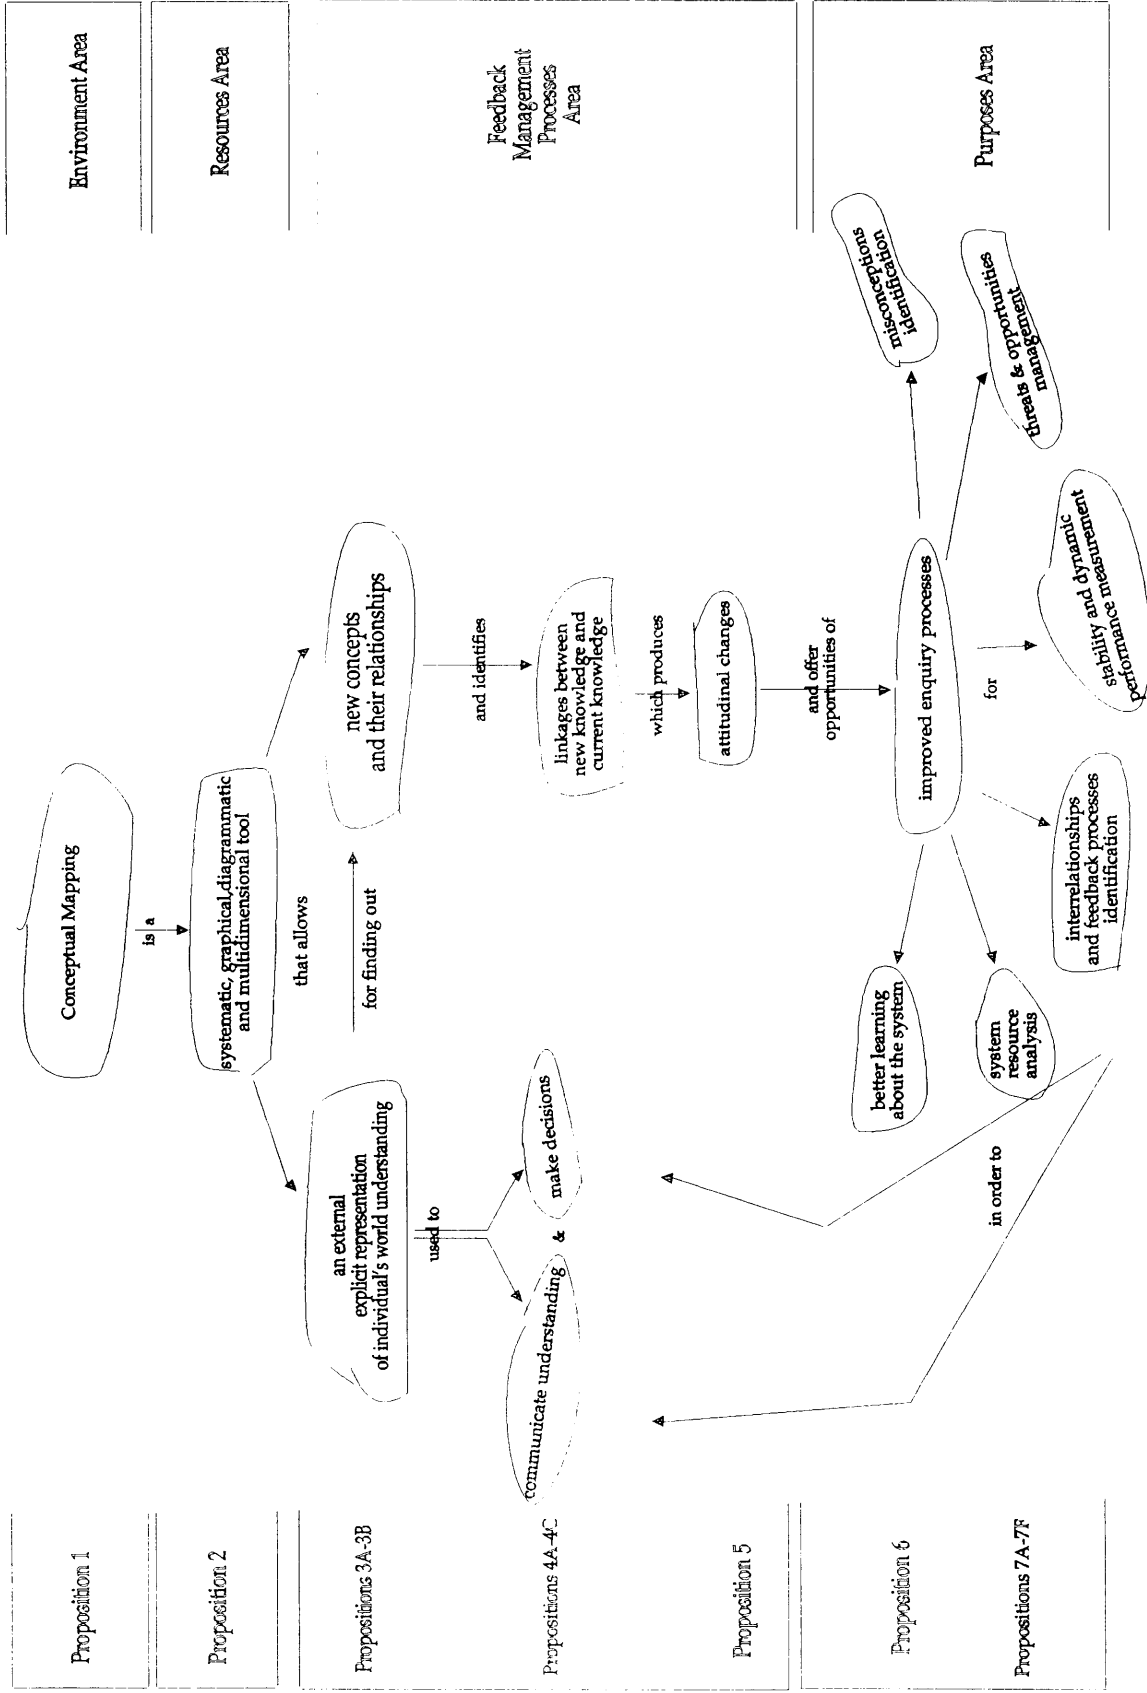 Proposition 1
Proposition 2
Propositions 3A-3B
Propositions 4A-4C
Proposition 5
Proposition 6
Propositions 7A-7F
Conceptual Mapping
is a
systematic, graphical,diagrammatic
and multidimensional tool
that allows
an external
explicit representation
of individual's world understanding
for finding out
new concepts
and their relationships
used to
communicate understanding
&
make decisions
and identifies
linkages between
new knowledge and
current knowledge
which produces
attitudinal changes
and offer
opportunities of
improved enquiry processes
for
better learning
about the system
system
resource
analysis
interrelationships
and feedback processes
identification
stability and dynamic
performance measurement
threats & opportunities
management
misconceptions
identification
in order to
Environment Area
Resources Area
Feedback
Management
Processes
Area
Purposes Area